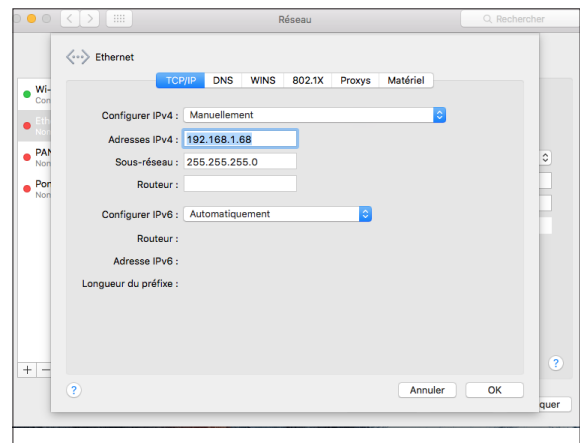 Réseau
Rechercher
Ethernet
TCP/IP DNS WINS 802.1X Proxys Matériel
Configurer IPv4 : Manuellement
Adresses IPv4 : 192.168.1.68
Sous-réseau : 255.255.255.0
Routeur :
Configurer IPv6 : Automatiquement
Routeur :
Adresse IPv6 :
Longueur du préfixe :
Wi-
Con
Eth
Non
PAN
Non
Pon
Non
+ −
?
?
Annuler OK
quer